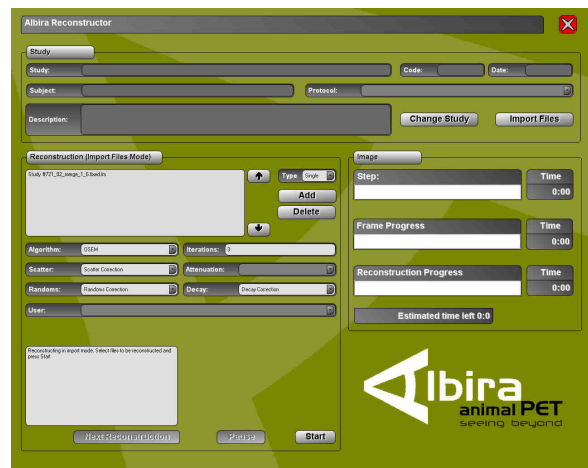 Albira Reconstructor
Study
Study:
Code:
Date:
Subject:
Protocol:
Description:
Change Study
Import Files
Reconstruction (Import Files Mode)
Study #721_02_merge_1_6.fixed.lm
Type
Single
Add
Delete
Algorithm:
OSEM
Iterations:
3
Scatter:
Scatter Correction
Attenuation:
Randoms:
Randoms Correction
Decay:
Decay Correction
User:
Reconstructing in import mode. Select files to be reconstructed and
press Start
Next Reconstruction
Pause
Start
Image
Step:
Time
0:00
Frame Progress
Time
0:00
Reconstruction Progress
Time
0:00
Estimated time left 0:0
Albira
animal PET
seeing beyond